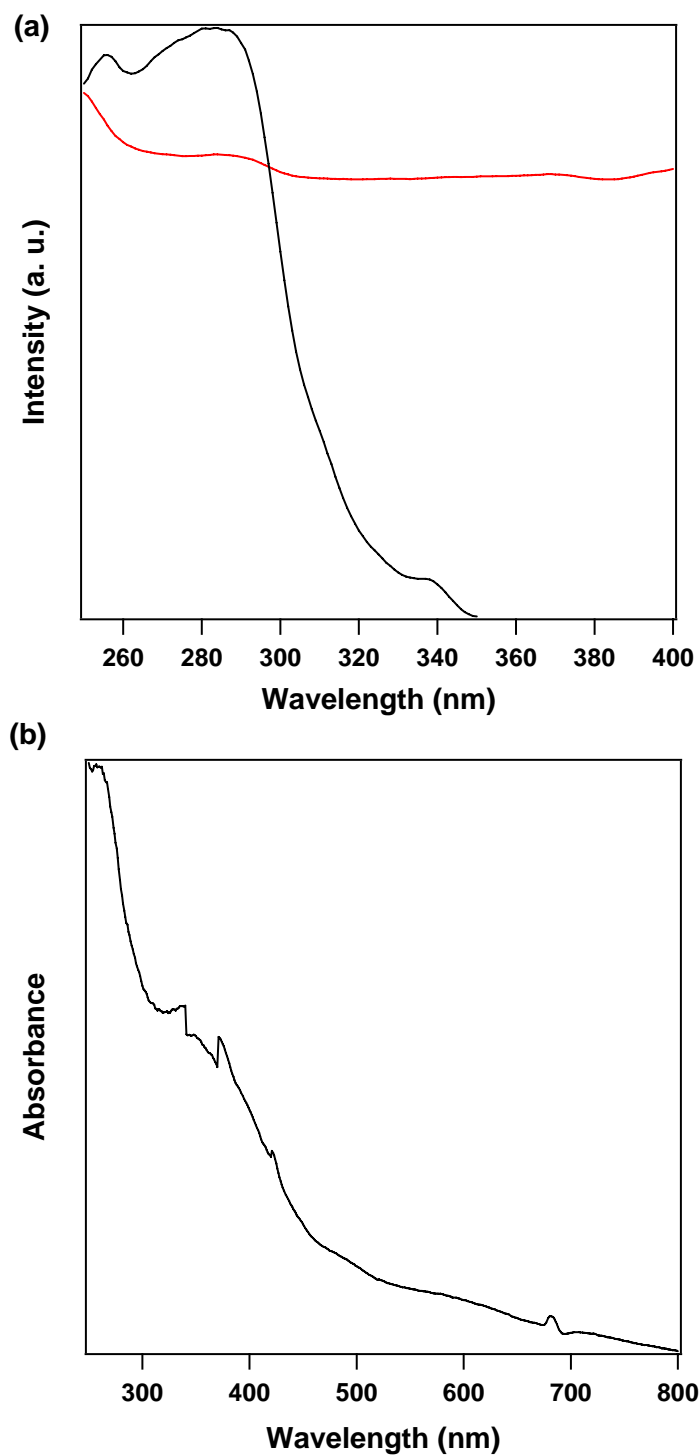 (a)
Intensity (a. u.)
260 280 300 320 340 360 380 400
Wavelength (nm)
(b)
Absorbance
300 400 500 600 700 800
Wavelength (nm)